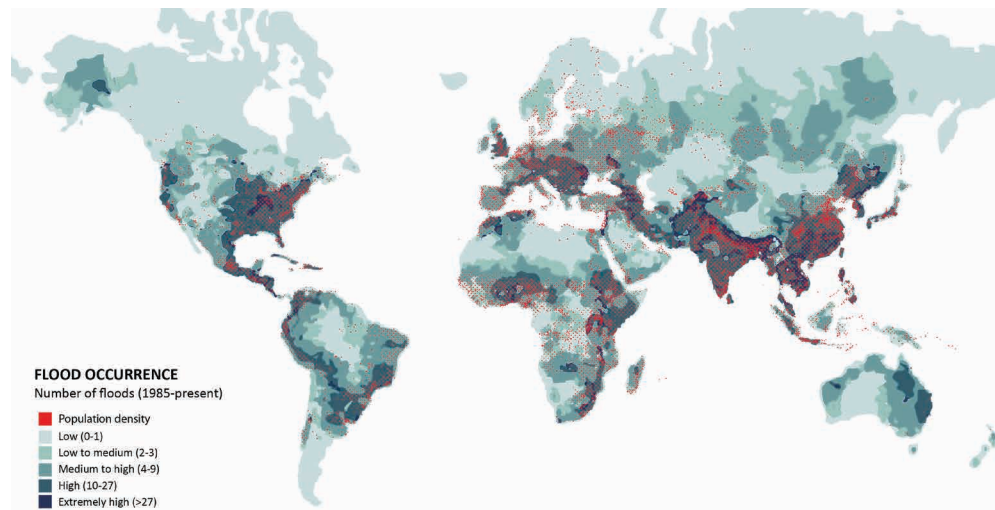 FLOOD OCCURRENCE
Number of floods (1985-present)
Population density
Low (0-1)
Low to medium (2-3)
Medium to high (4-9)
High (10-27)
Extremely high (>27)